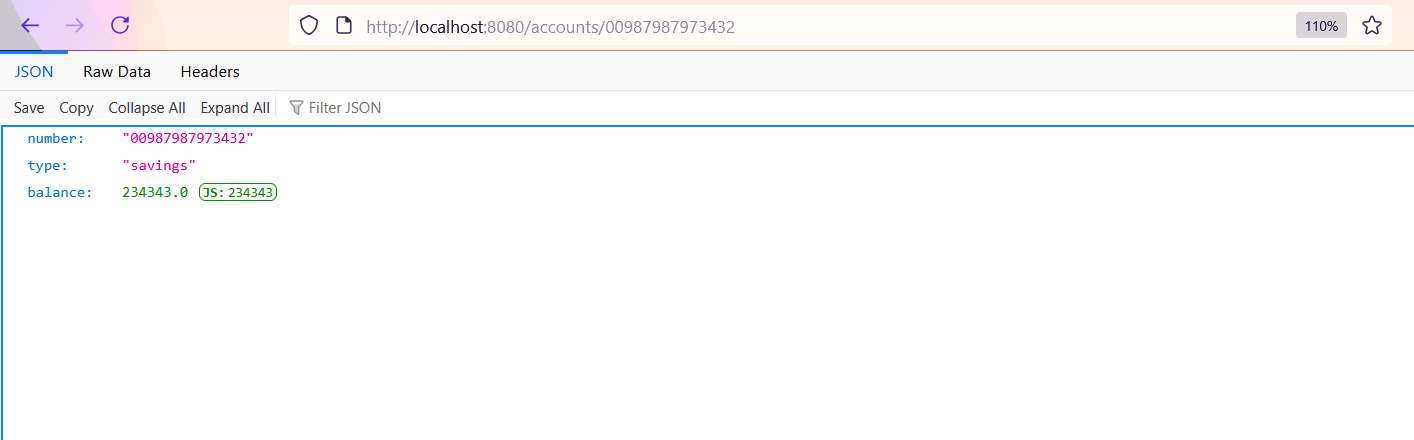 http://localhost:8080/accounts/00987987973432 110%
JSON Raw Data Headers
Save Copy Collapse All Expand All Filter JSON
number: "00987987973432"
type: "savings"
balance: 234343.0 JS: 234343